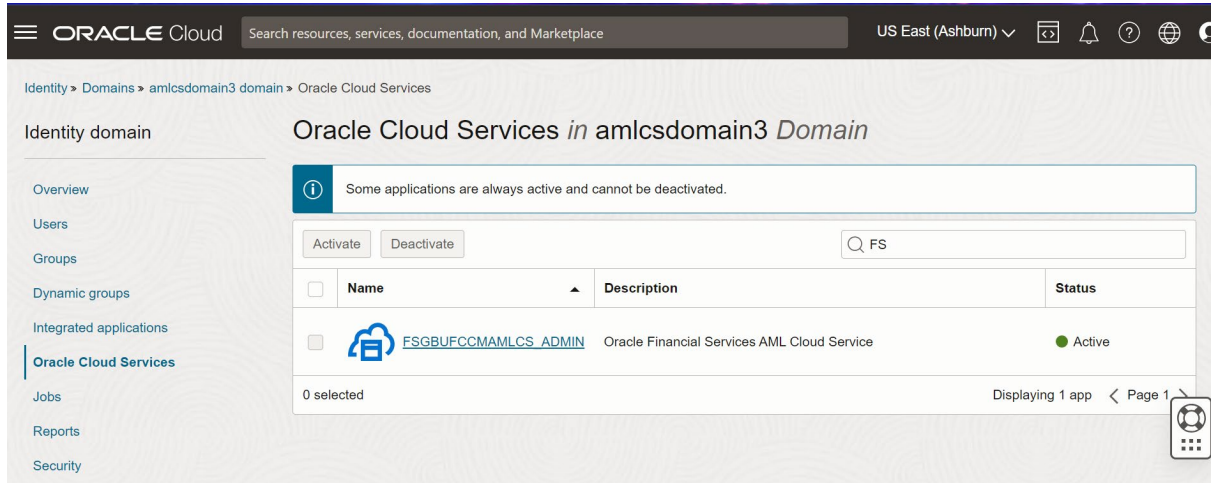 ORACLE Cloud
Search resources, services, documentation, and Marketplace
US East (Ashburn)
Identity » Domains » amlcsdomain3 domain » Oracle Cloud Services
Identity domain
Overview
Users
Groups
Dynamic groups
Integrated applications
Oracle Cloud Services
Jobs
Reports
Security
Oracle Cloud Services in amlcsdomain3 Domain
Some applications are always active and cannot be deactivated.
Activate Deactivate
FS
Name Description Status
FSGBUFCCMAMLCS_ADMIN Oracle Financial Services AML Cloud Service Active
0 selected Displaying 1 app Page 1